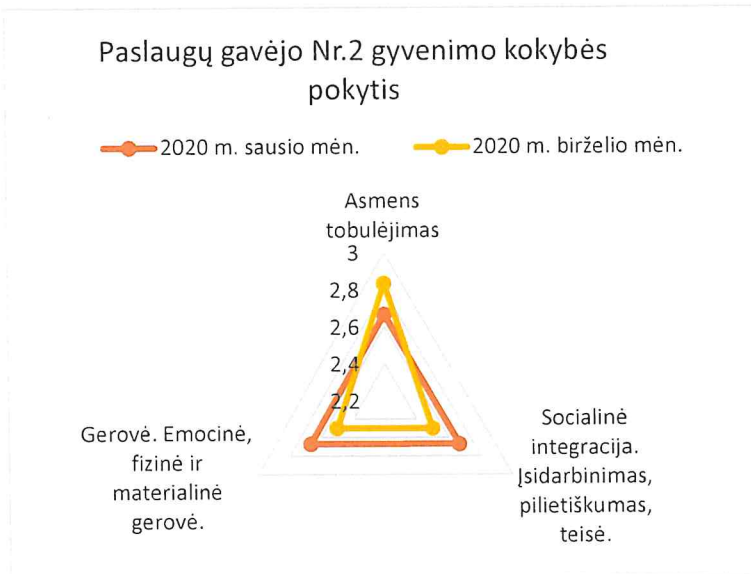 Paslaugų gavėjo Nr.2 gyvenimo kokybės
pokytis
2020 m. sausio mėn.
2020 m. birželio mėn.
Asmens
tobulėjimas
3
2,8
2,6
2,4
2,2
Gerovė. Emocinė,
fizinė ir
materialinė
gerovė.
Socialinė
integracija.
Įsidarbinimas,
pilietiškumas,
teisė.